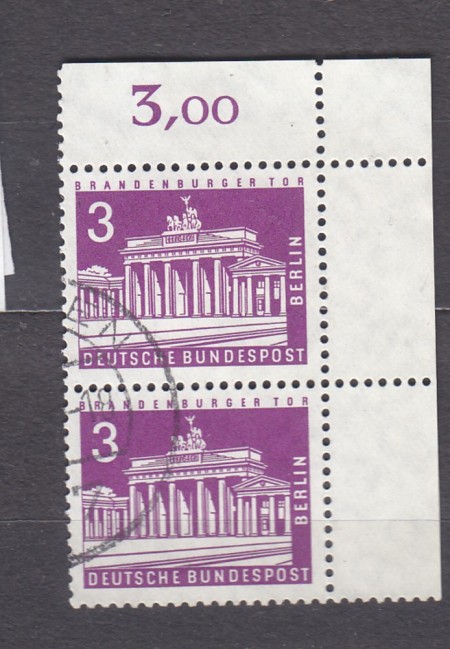 3,00
BRANDENBURGER TOR
3
BERLIN
DEUTSCHE BUNDESPOST
BRANDENBURGER TOR
3
BERLIN
DEUTSCHE BUNDESPOST